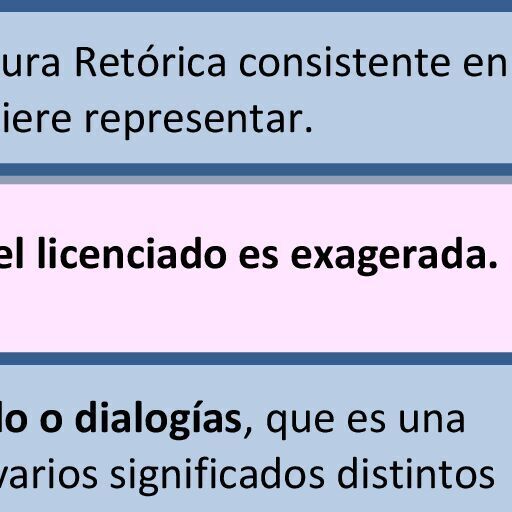 ura Retórica consistente en
iere representar.
el licenciado es exagerada.
lo o dialogías, que es una
varios significados distintos